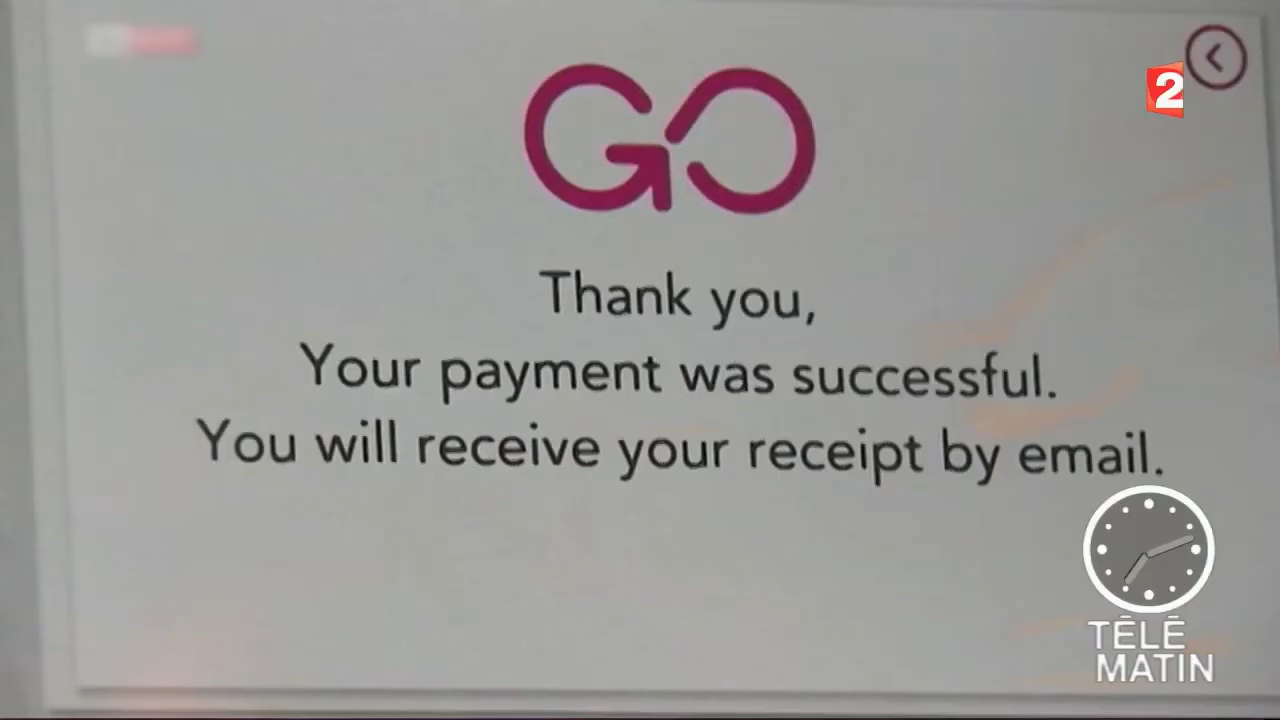 GO
2
Thank you,
Your payment was successful.
You will receive your receipt by email.
TÉLÉ
MATIN